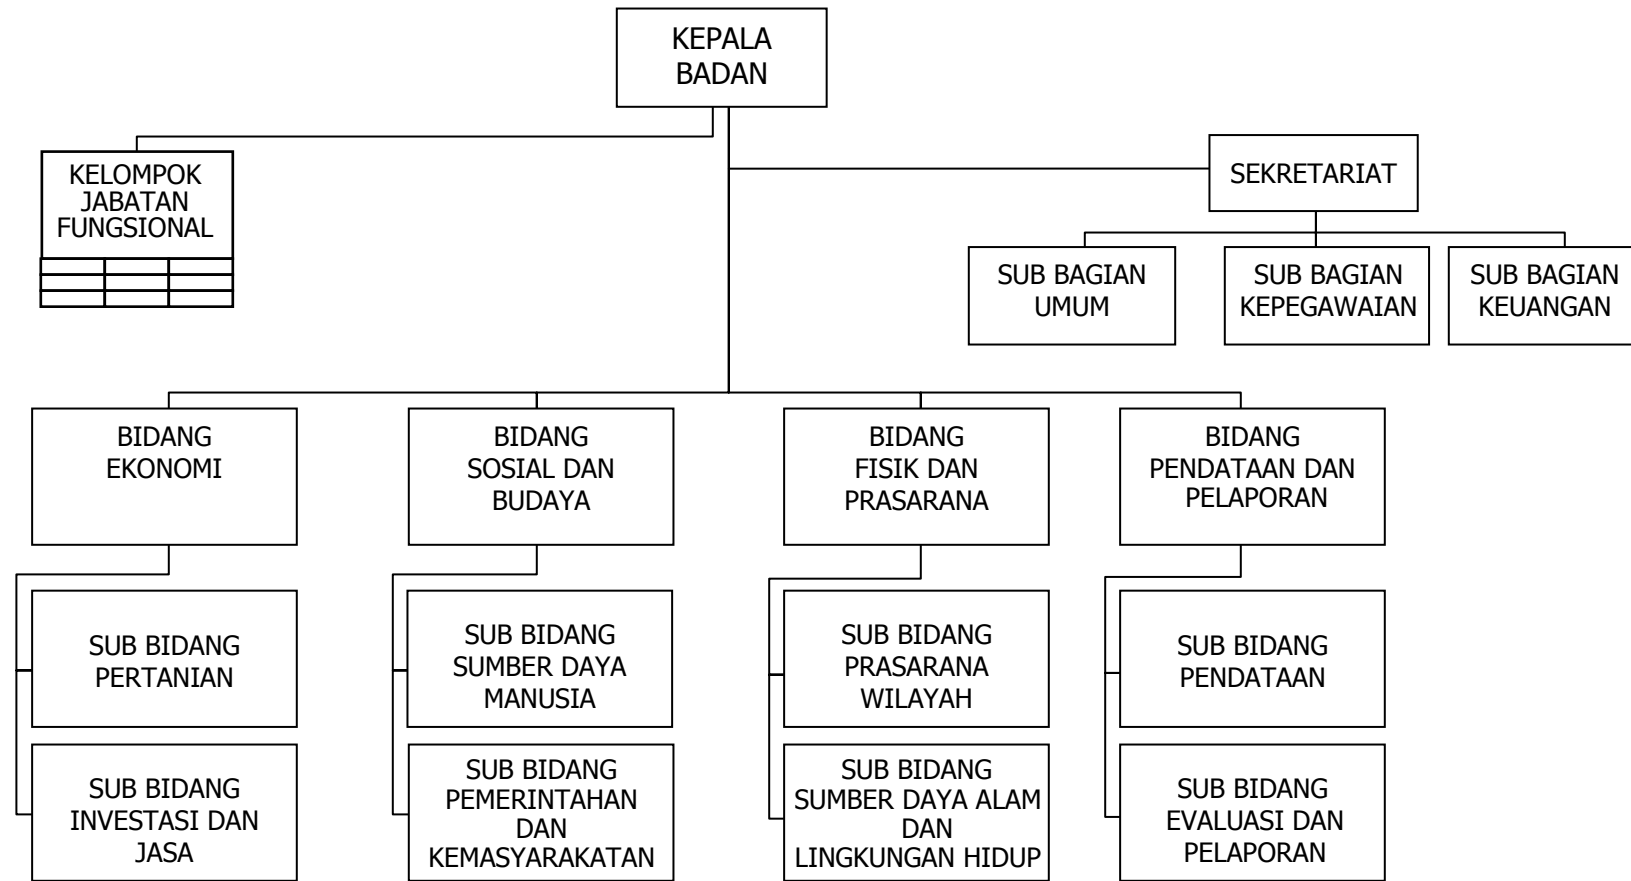 KEPALA
BADAN
KELOMPOK
JABATAN
FUNGSIONAL
SEKRETARIAT
SUB BAGIAN
UMUM
SUB BAGIAN
KEPEGAWAIAN
SUB BAGIAN
KEUANGAN
BIDANG
EKONOMI
BIDANG
SOSIAL DAN
BUDAYA
BIDANG
FISIK DAN
PRASARANA
BIDANG
PENDATAAN DAN
PELAPORAN
SUB BIDANG
PERTANIAN
SUB BIDANG
SUMBER DAYA
MANUSIA
SUB BIDANG
PRASARANA
WILAYAH
SUB BIDANG
PENDATAAN
SUB BIDANG
INVESTASI DAN
JASA
SUB BIDANG
PEMERINTAHAN
DAN
KEMASYARAKATAN
SUB BIDANG
SUMBER DAYA ALAM
DAN
LINGKUNGAN HIDUP
SUB BIDANG
EVALUASI DAN
PELAPORAN